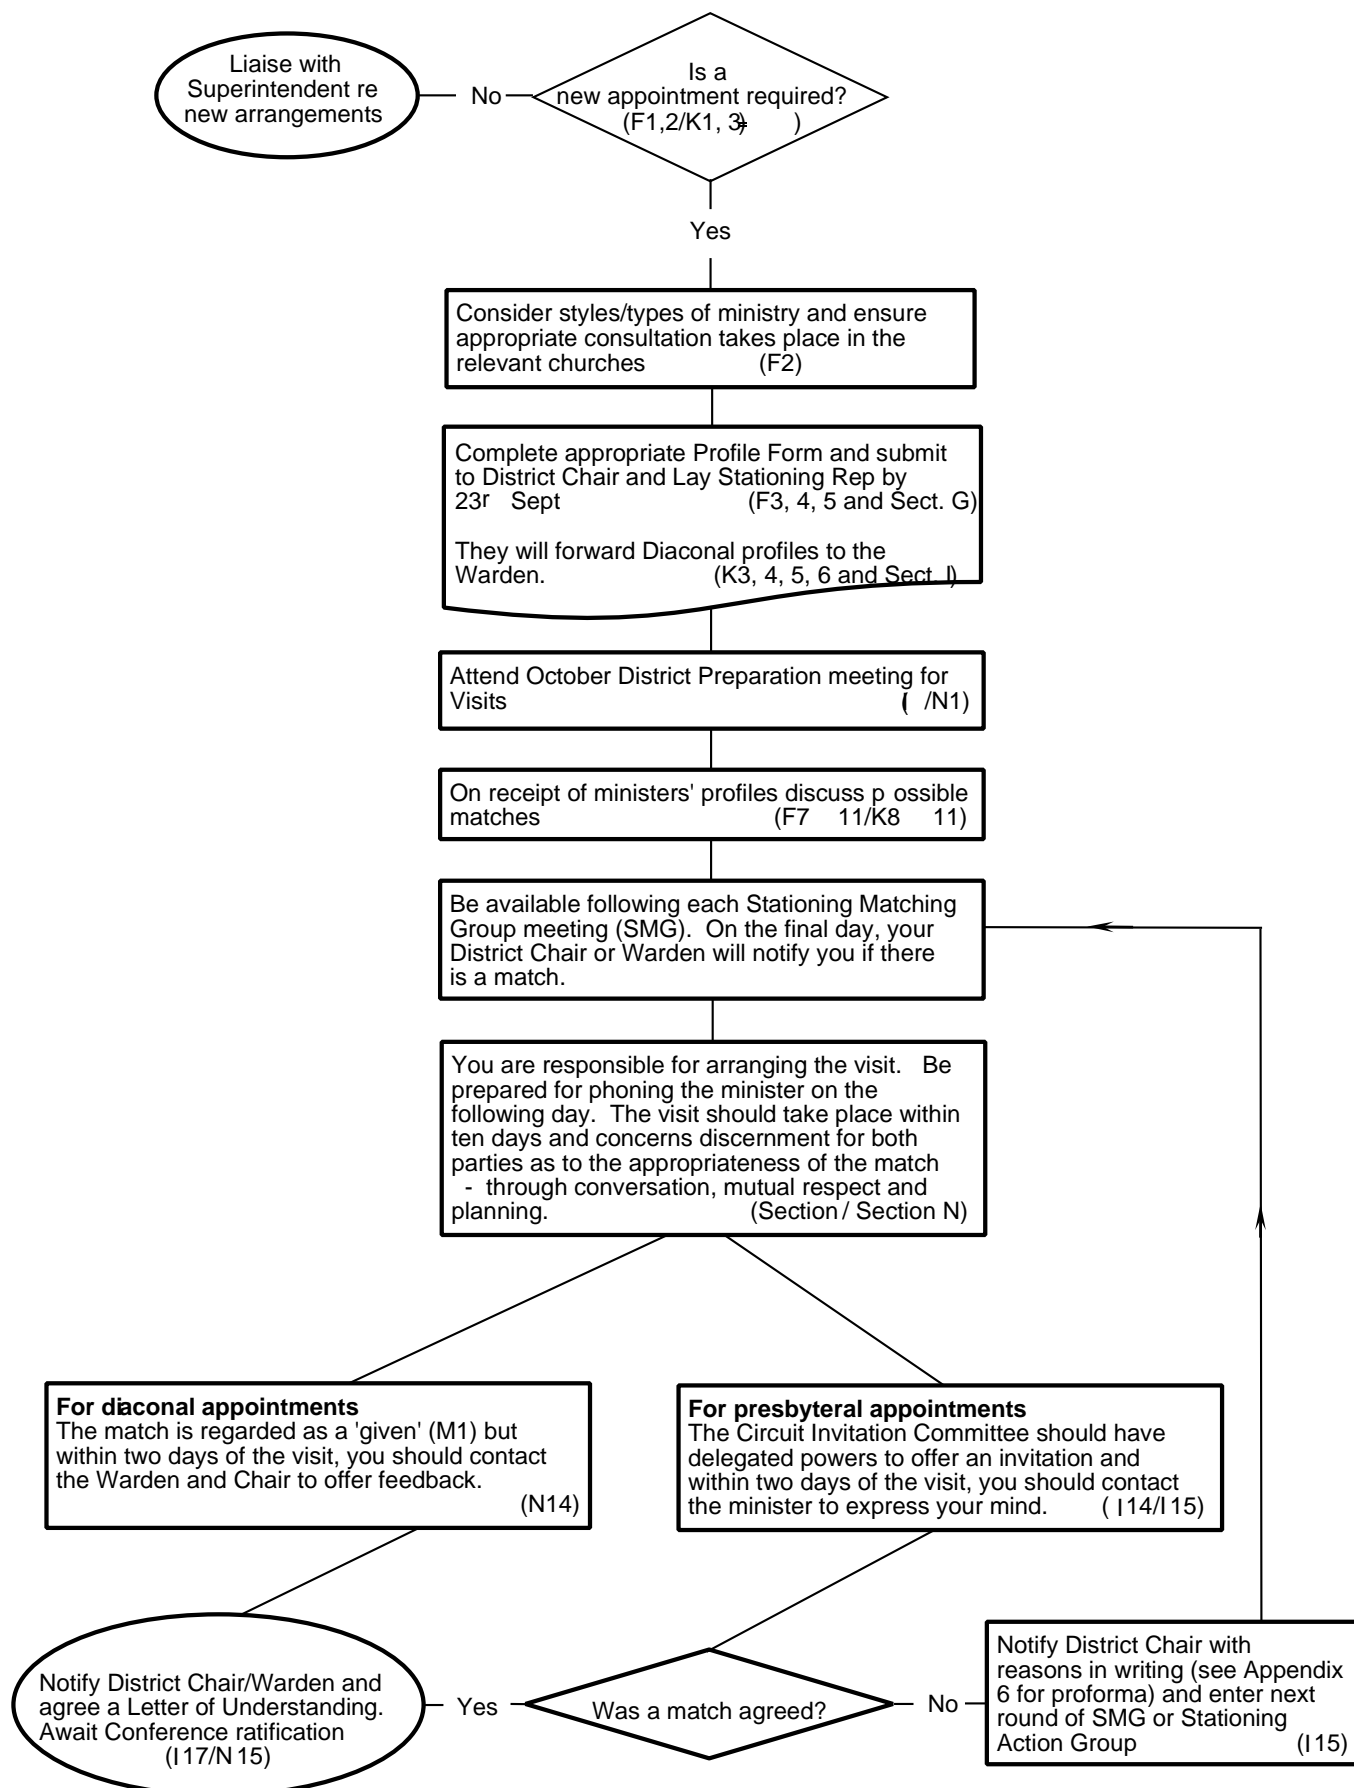 Liaise with
Superintendent re
new arrangements
No
Is a
new appointment required?
(F1,2/K1, 3 )
Yes
Consider styles/types of ministry and ensure
appropriate consultation takes place in the
relevant churches (F2)
Complete appropriate Profile Form and submit
to District Chair and Lay Stationing Rep by
23r Sept (F3, 4, 5 and Sect. G)
They will forward Diaconal profiles to the
Warden. (K3, 4, 5, 6 and Sect. I)
Attend October District Preparation meeting for
Visits ( /N1)
On receipt of ministers' profiles discuss p ossible
matches (F7 11/K8 11)
Be available following each Stationing Matching
Group meeting (SMG). On the final day, your
District Chair or Warden will notify you if there
is a match.
You are responsible for arranging the visit. Be
prepared for phoning the minister on the
following day. The visit should take place within
ten days and concerns discernment for both
parties as to the appropriateness of the match
- through conversation, mutual respect and
planning. (Section / Section N)
For diaconal appointments
The match is regarded as a 'given' (M1) but
within two days of the visit, you should contact
the Warden and Chair to offer feedback.
(N14)
For presbyteral appointments
The Circuit Invitation Committee should have
delegated powers to offer an invitation and
within two days of the visit, you should contact
the minister to express your mind. ( I14/I15)
Notify District Chair/Warden and
agree a Letter of Understanding.
Await Conference ratification
(I17/N15)
Yes
Was a match agreed?
No
Notify District Chair with
reasons in writing (see Appendix
6 for proforma) and enter next
round of SMG or Stationing
Action Group (I15)